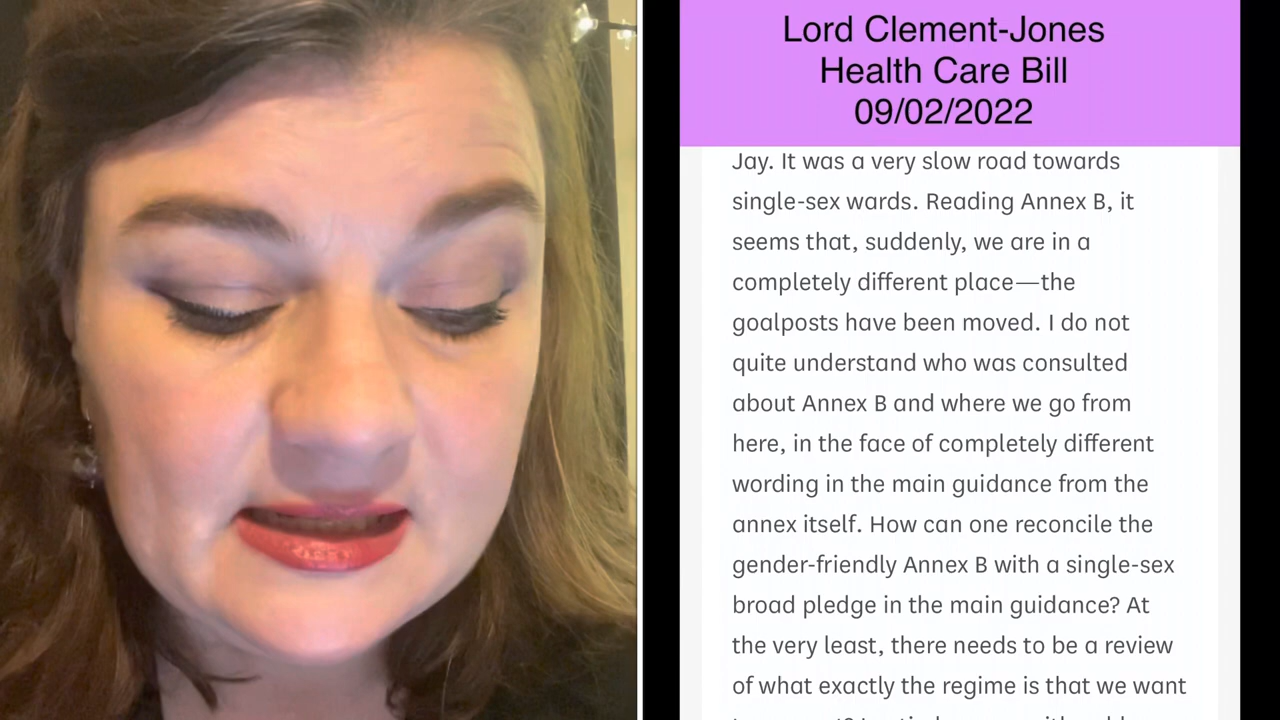 Lord Clement-Jones
Health Care Bill
09/02/2022
Jay. It was a very slow road towards
single-sex wards. Reading Annex B, it
seems that, suddenly, we are in a
completely different place—the
goalposts have been moved. I do not
quite understand who was consulted
about Annex B and where we go from
here, in the face of completely different
wording in the main guidance from the
annex itself. How can one reconcile the
gender-friendly Annex B with a single-sex
broad pledge in the main guidance? At
the very least, there needs to be a review
of what exactly the regime is that we want